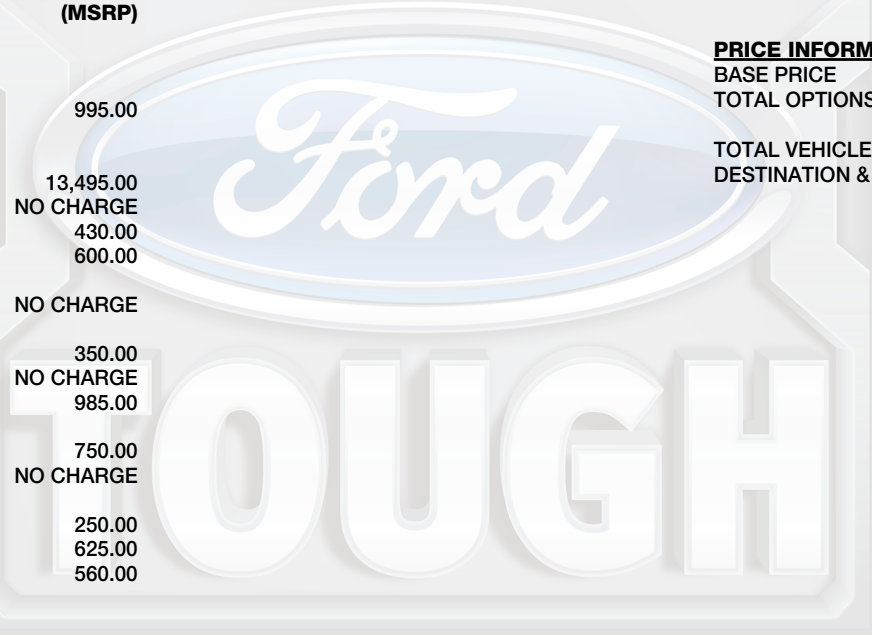 (MSRP)
995.00
13,495.00
NO CHARGE
430.00
600.00
NO CHARGE
350.00
NO CHARGE
985.00
750.00
NO CHARGE
250.00
625.00
560.00
PRICE INFORM
BASE PRICE
TOTAL OPTIONS
TOTAL VEHICLE
DESTINATION &
Ford
TOUGH